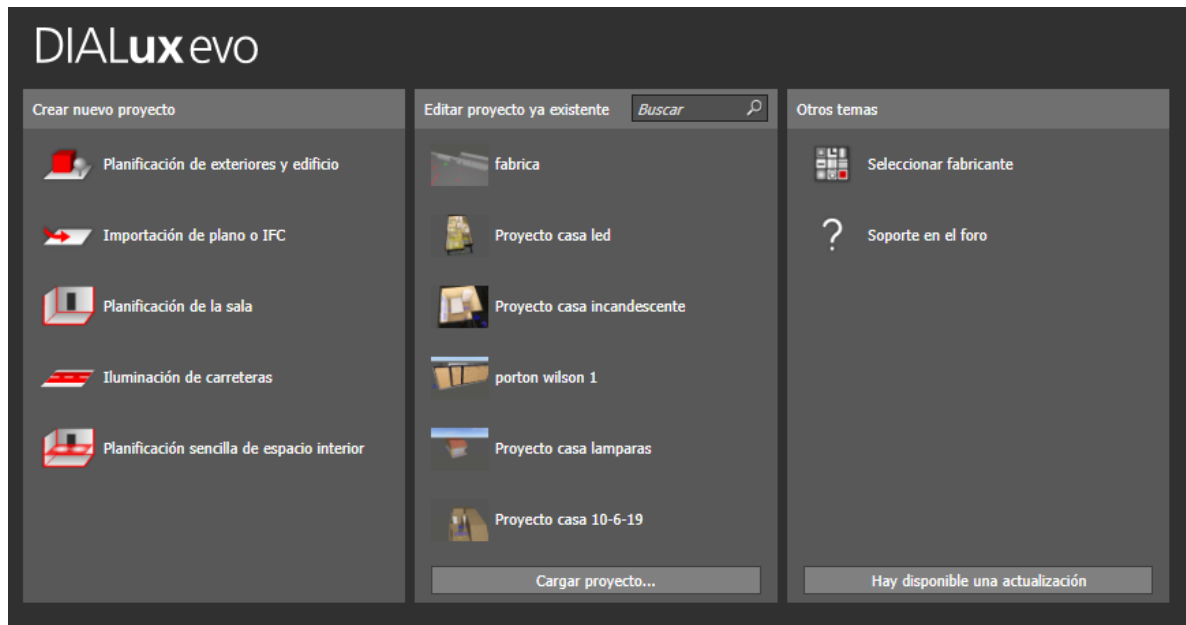 DIALux evo
Crear nuevo proyecto
Planificación de exteriores y edificio
Importación de plano o IFC
Planificación de la sala
Iluminación de carreteras
Planificación sencilla de espacio interior
Editar proyecto ya existente
Buscar
fabrica
Proyecto casa led
Proyecto casa incandescente
porton wilson 1
Proyecto casa lamparas
Proyecto casa 10-6-19
Cargar proyecto...
Otros temas
Seleccionar fabricante
? Soporte en el foro
Hay disponible una actualización